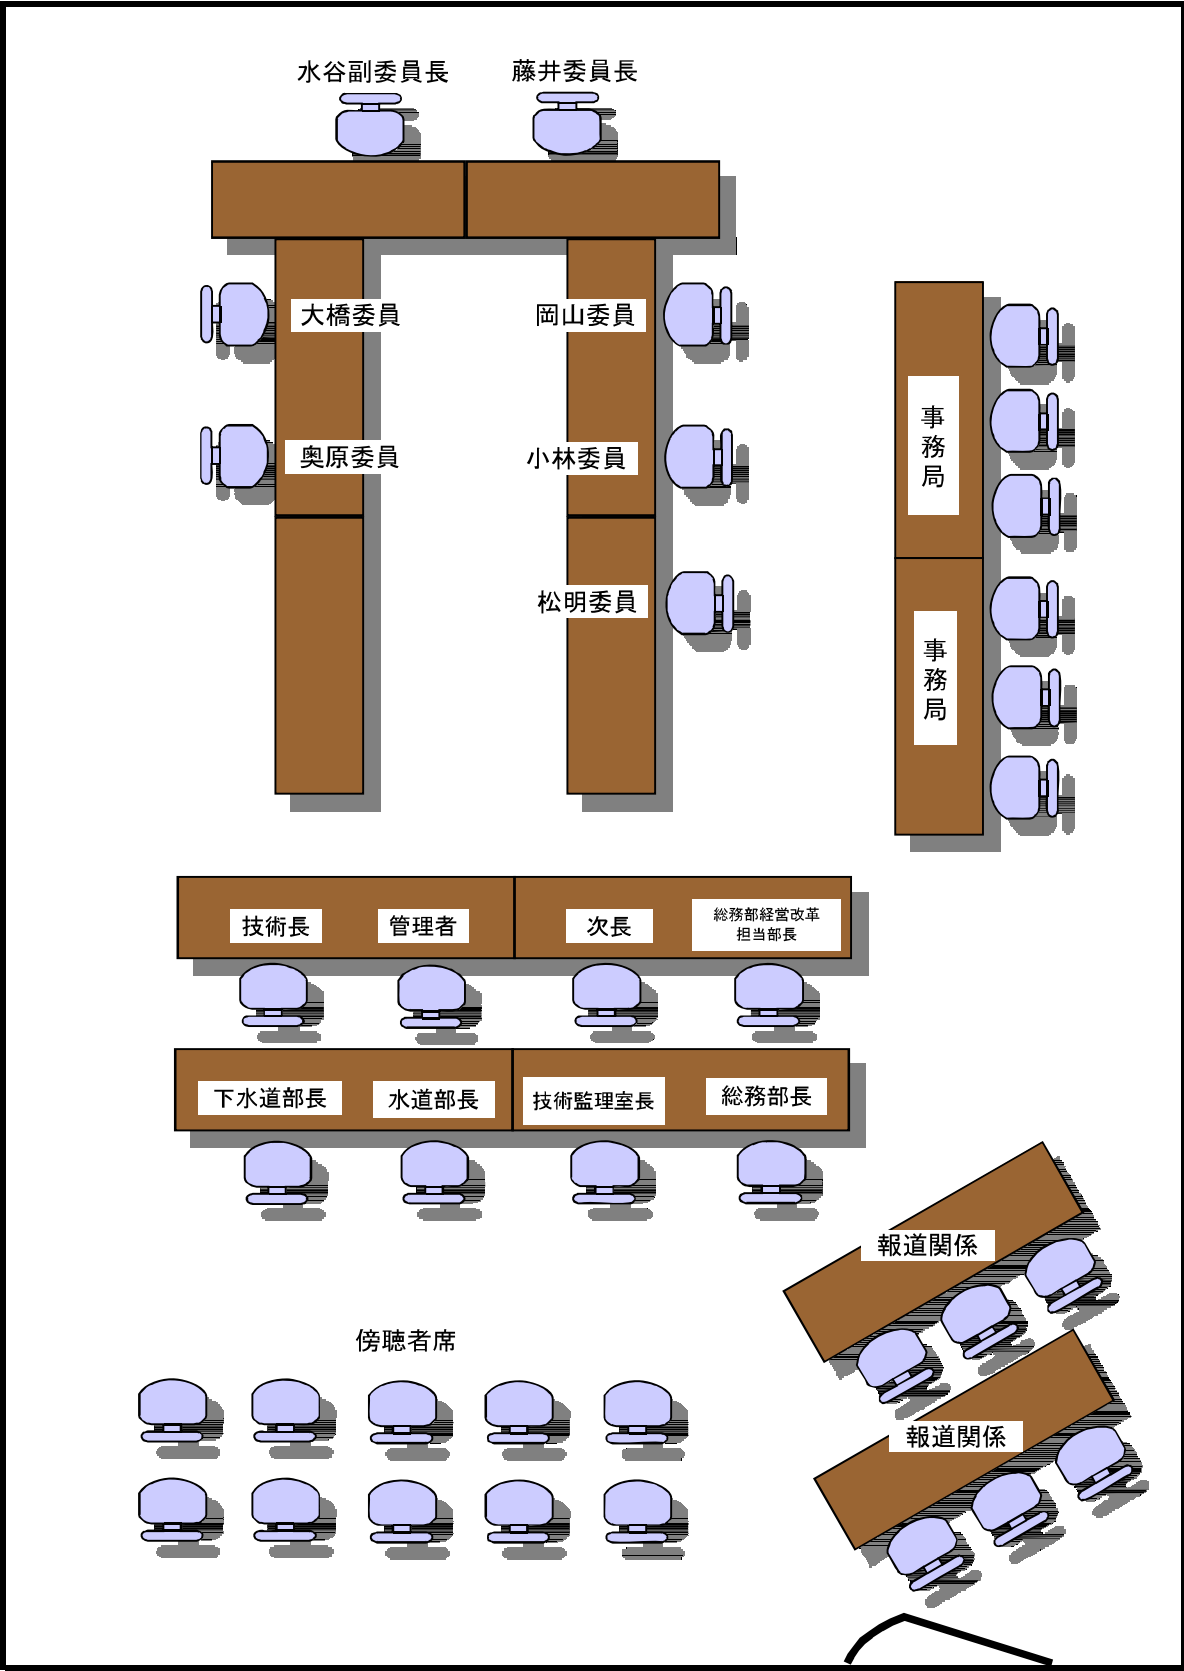 水谷副委員長
藤井委員長
大橋委員
岡山委員
奥原委員
小林委員
松明委員
事務局
事務局
技術長
管理者
次長
総務部経営改革
担当部長
下水道部長
水道部長
技術監理室長
総務部長
報道関係
報道関係
傍聴者席